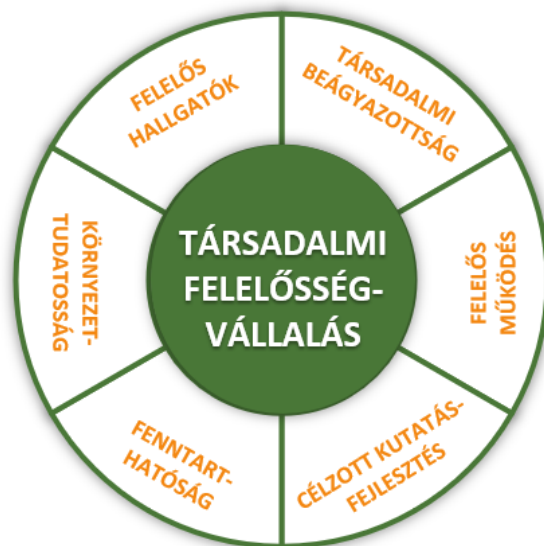 FELELŐS
HALLGATÓK
TÁRSADALMI
BEÁGYAZOTTSÁG
KÖRNYEZET-
TUDATOSSÁG
TÁRSADALMI
FELELŐSSÉG-
VÁLLALÁS
FELELŐS
MŰKÖDÉS
FENNTART-
HATÓSÁG
CÉLZOTT KUTATÁS-
FEJLESZTÉS